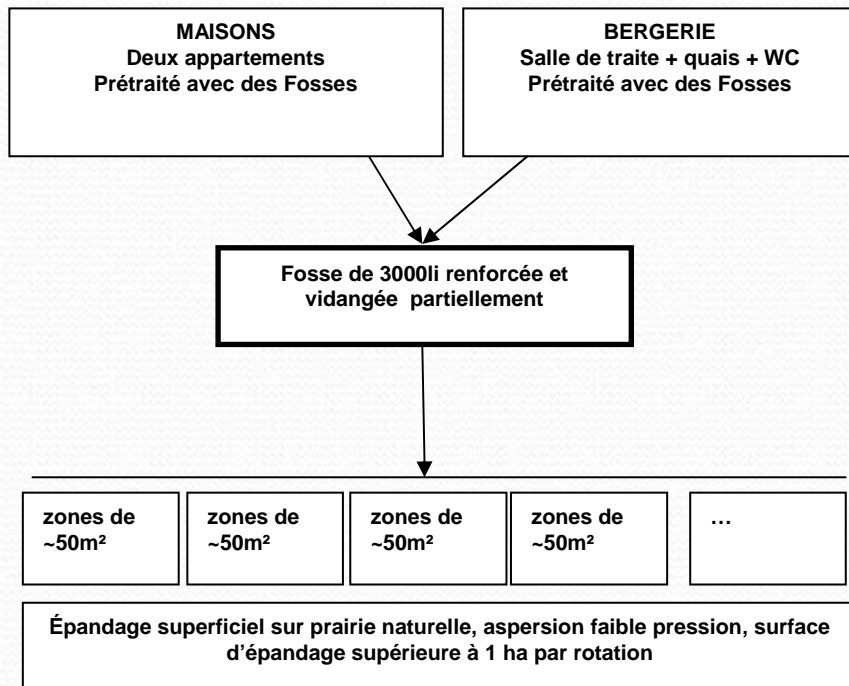 MAISONS
Deux appartements
Prétraité avec des Fosses
BERGERIE
Salle de traite + quais + WC
Prétraité avec des Fosses
Fosse de 3000li renforcée et
vidangée partiellement
zones de
~50m²
zones de
~50m²
zones de
~50m²
zones de
~50m²
…
Épandage superficiel sur prairie naturelle, aspersion faible pression, surface
d’épandage supérieure à 1 ha par rotation